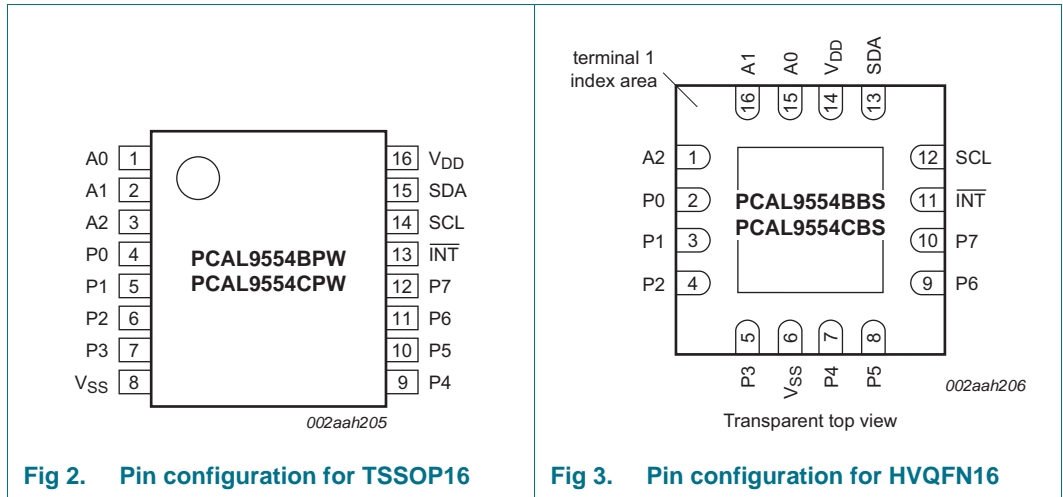 A0 1
A1 2
A2 3
P0 4
P1 5
P2 6
P3 7
VSS 8
PCAL9554BPW
PCAL9554CPW
16 VDD
15 SDA
14 SCL
13 INT
12 P7
11 P6
10 P5
9 P4
002aah205
Fig 2. Pin configuration for TSSOP16
terminal 1
index area
A1 A0 VDD SDA
16 15 14 13
A2 1
P0 2
P1 3
P2 4
PCAL9554BBS
PCAL9554CBS
12 SCL
11 INT
10 P7
9 P6
5 6 7 8
P3 VSS P4 P5
002aah206
Transparent top view
Fig 3. Pin configuration for HVQFN16